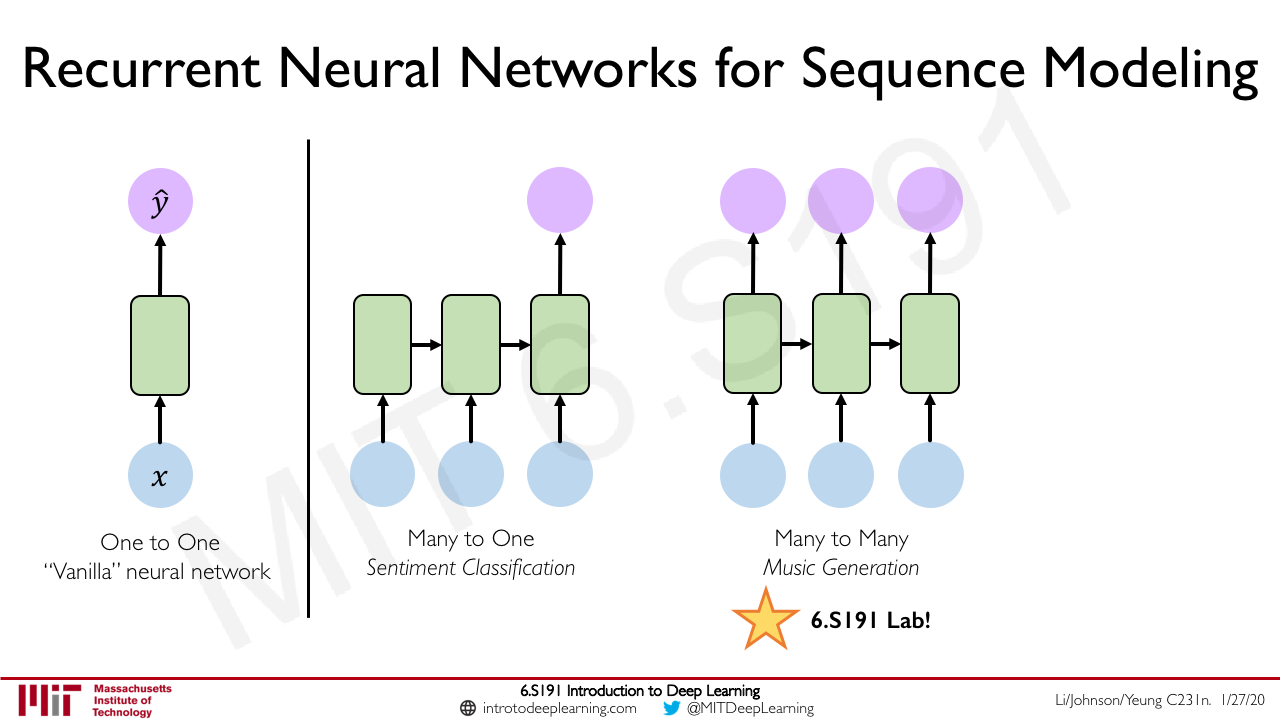 Recurrent Neural Networks for Sequence Modeling
ŷ
x
One to One
“Vanilla” neural network
Many to One
Sentiment Classification
Many to Many
Music Generation
6.S191 Lab!
MIT 6.S191
Massachusetts
Institute of
Technology
6.S191 Introduction to Deep Learning
introtodeeplearning.com @MITDeepLearning
Li/Johnson/Yeung C231n. 1/27/20